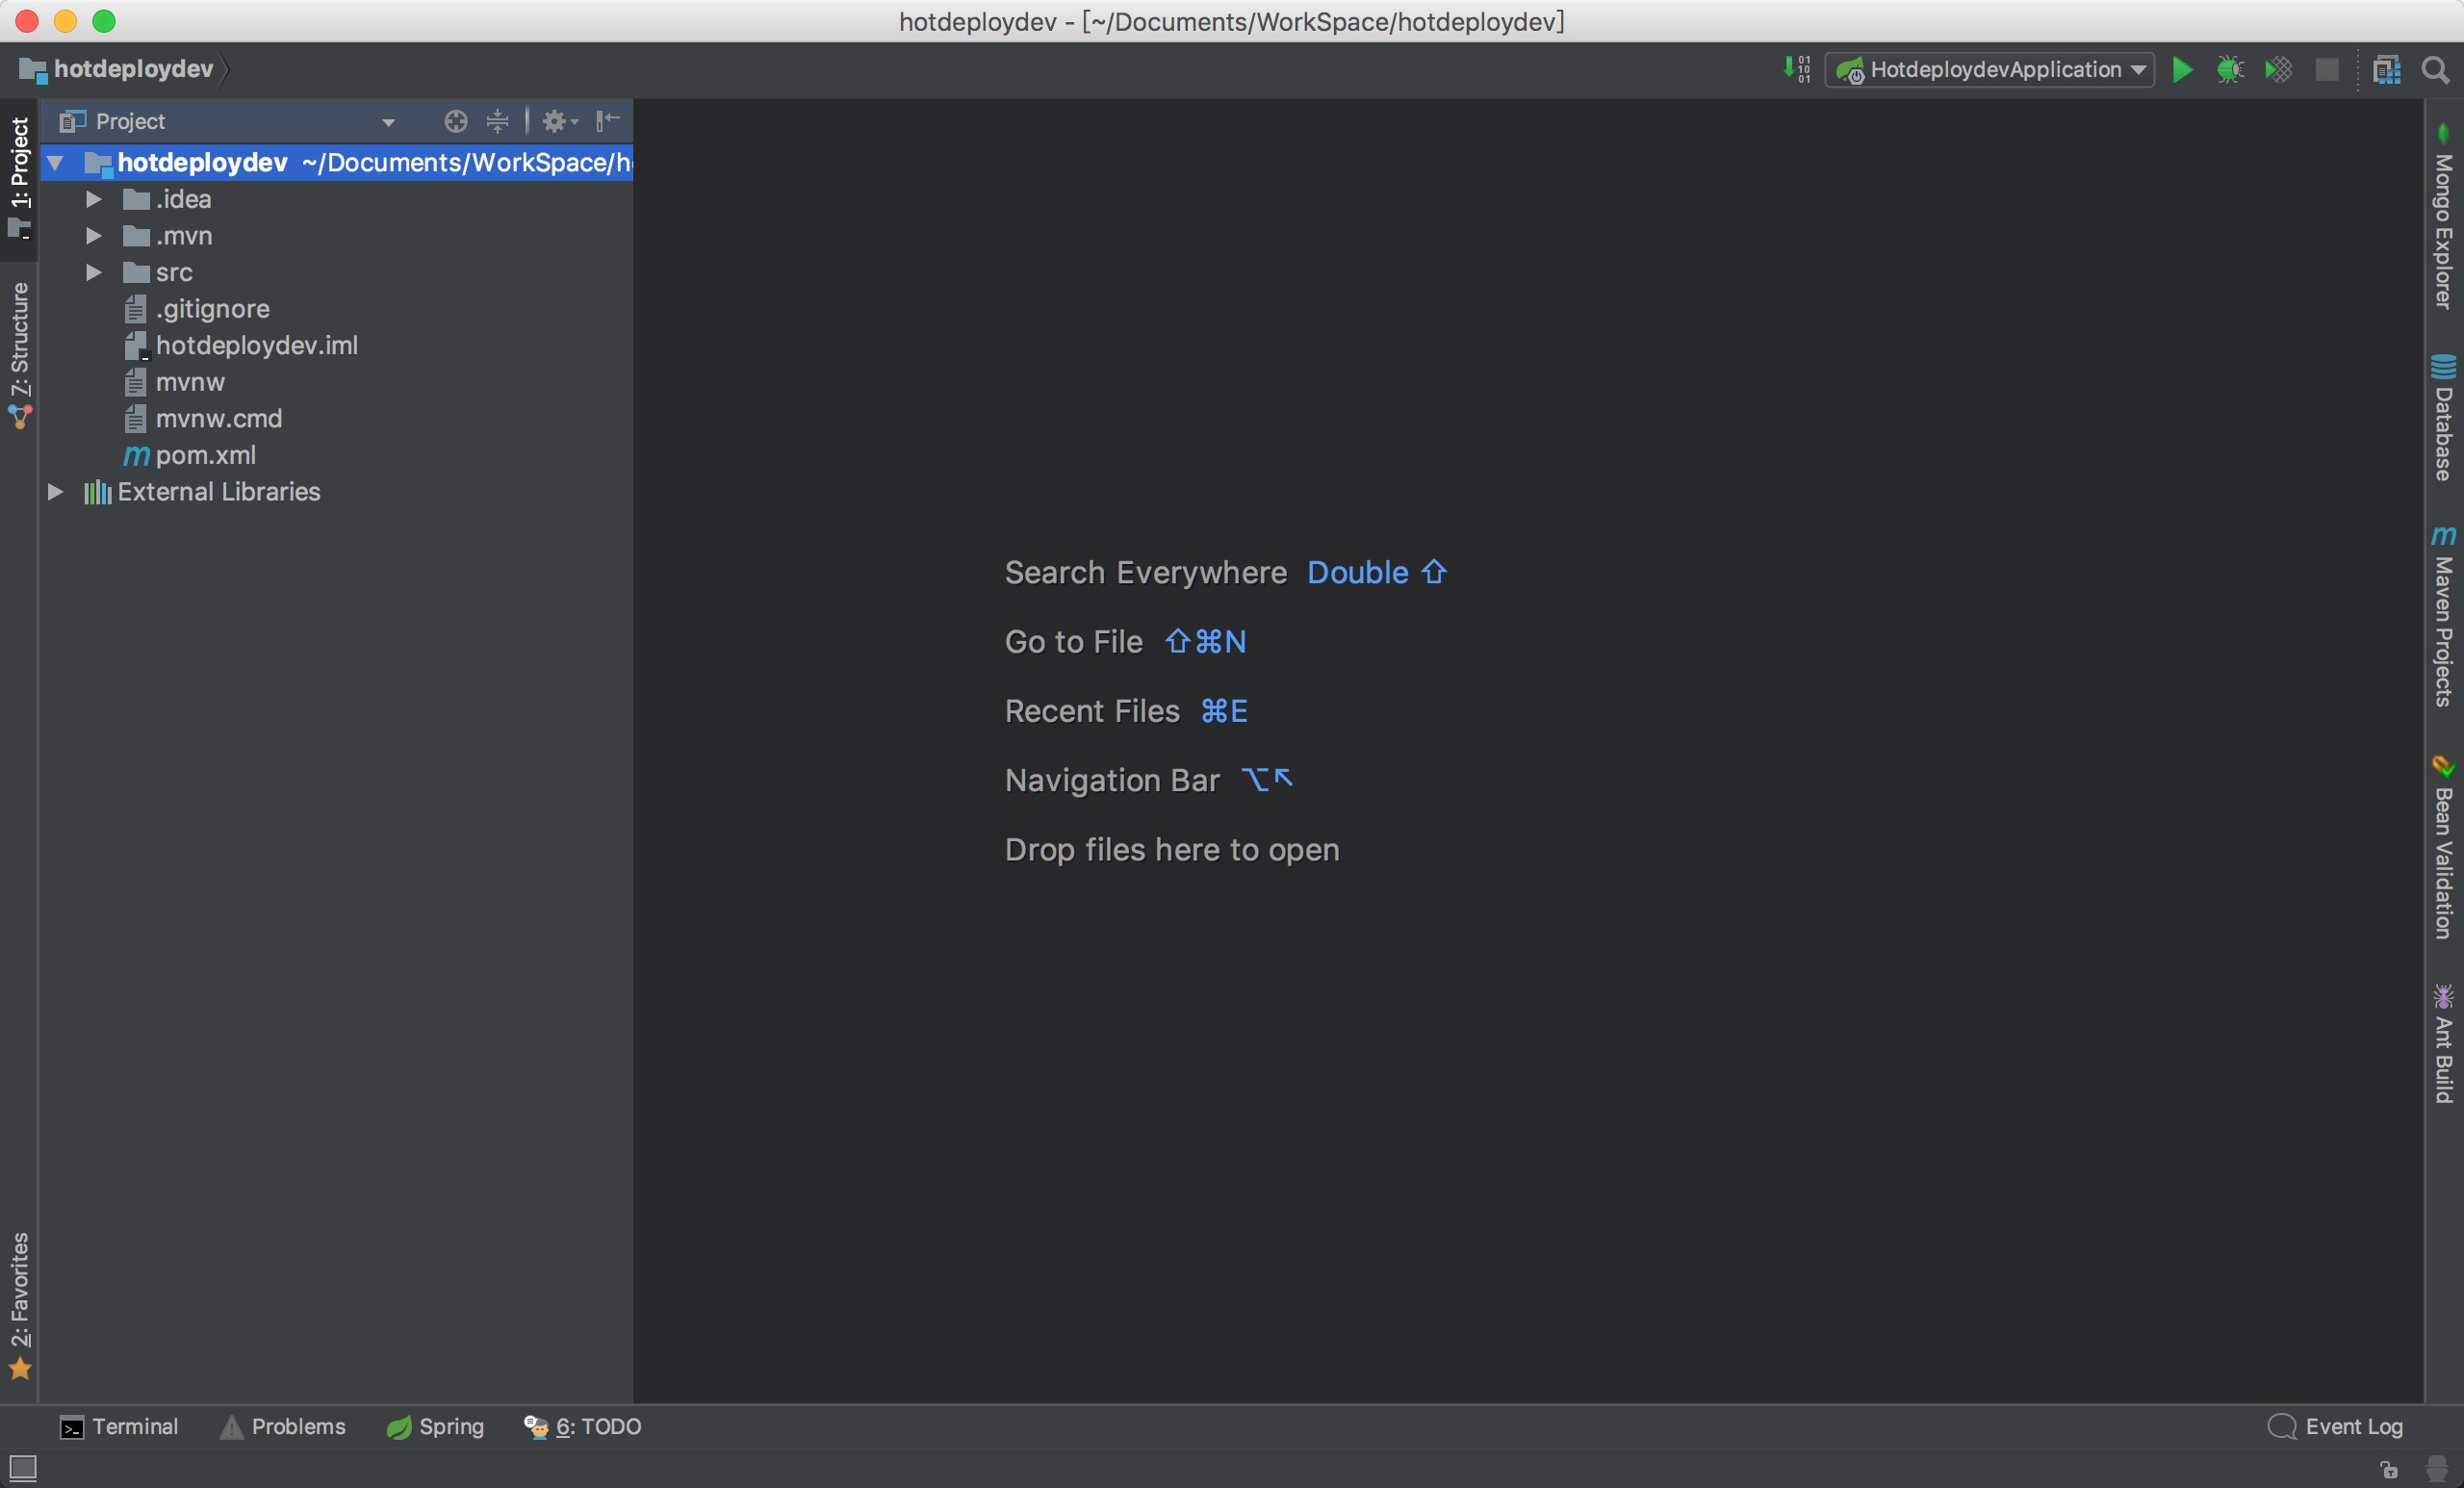 hotdeploydev - [~/Documents/WorkSpace/hotdeploydev]
hotdeploydev
HotdeploydevApplication
1: Project
7: Structure
2: Favorites
Project
hotdeploydev ~/Documents/WorkSpace/h
.idea
.mvn
src
.gitignore
hotdeploydev.iml
mvnw
mvnw.cmd
m pom.xml
External Libraries
Search Everywhere Double ⇧
Go to File ⇧⌘N
Recent Files ⌘E
Navigation Bar ⌥↖
Drop files here to open
Mongo Explorer
Database
m Maven Projects
Bean Validation
Ant Build
Terminal
Problems
Spring
6: TODO
Event Log